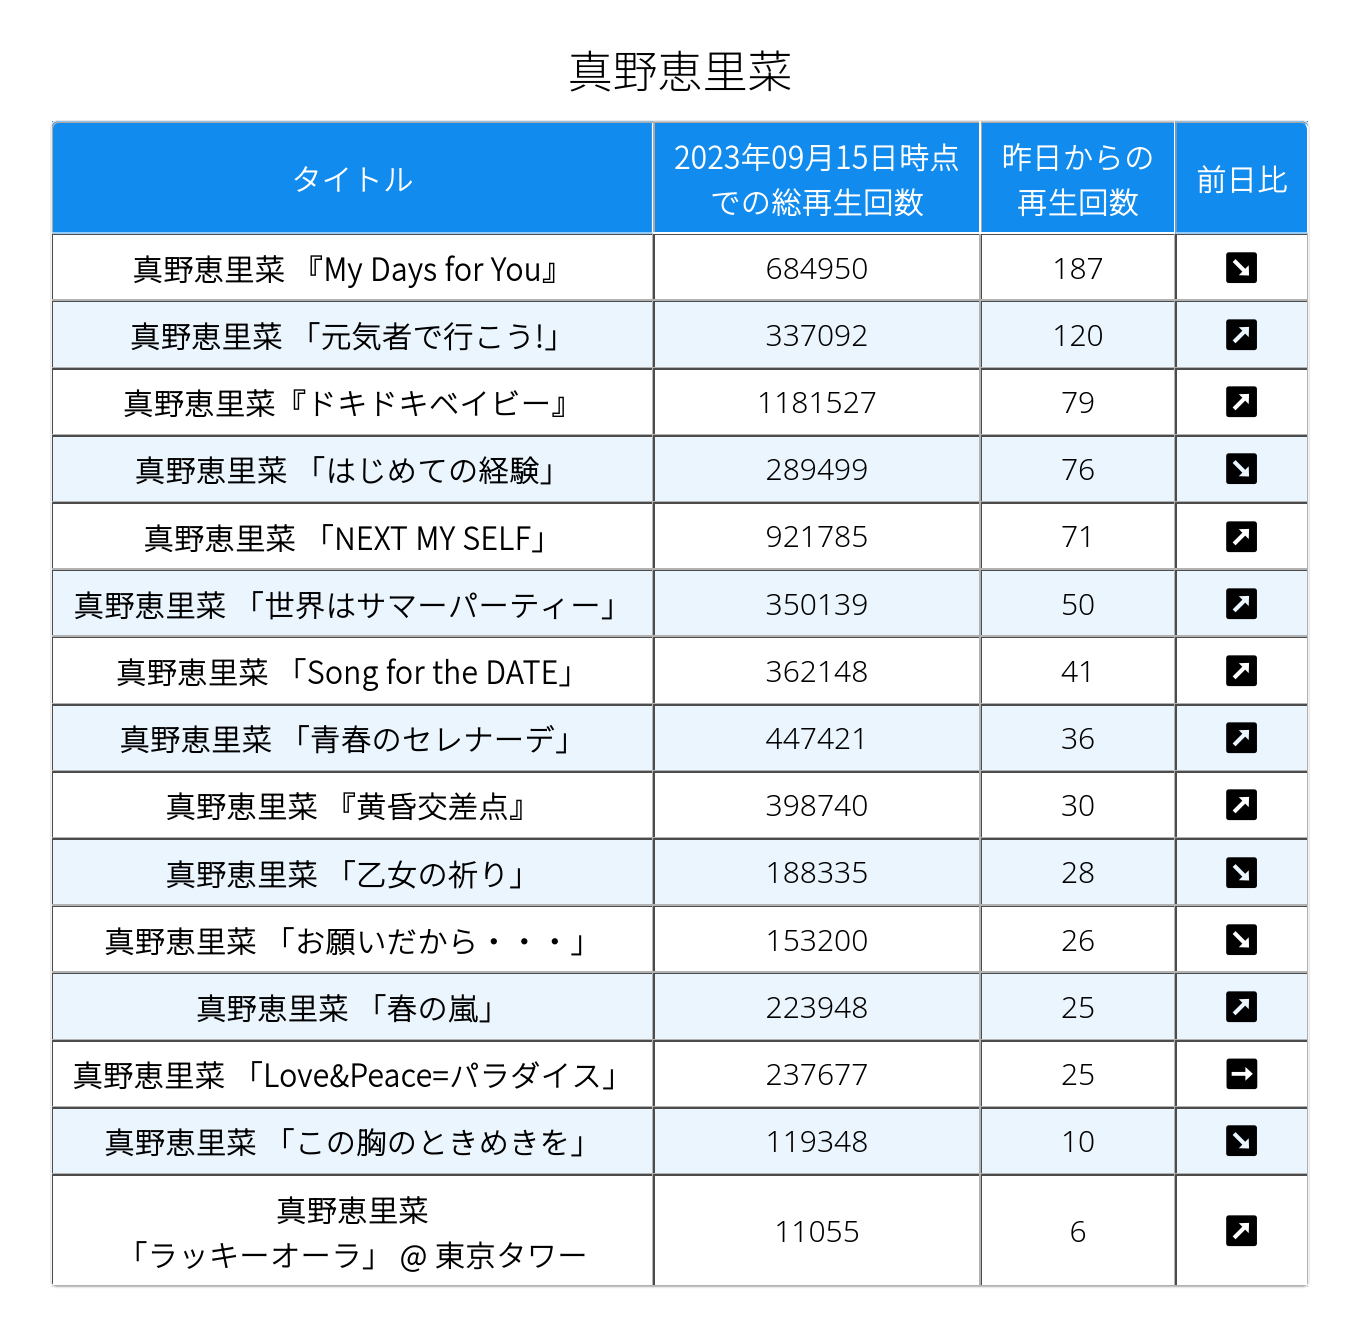 真野恵里菜
タイトル
2023年09月15日時点
での総再生回数
昨日からの
再生回数
前日比
真野恵里菜 『My Days for You』 684950 187 ↘
真野恵里菜 「元気者で行こう!」 337092 120 ↗
真野恵里菜『ドキドキベイビー』 1181527 79 ↗
真野恵里菜 「はじめての経験」 289499 76 ↘
真野恵里菜 「NEXT MY SELF」 921785 71 ↗
真野恵里菜 「世界はサマーパーティー」 350139 50 ↗
真野恵里菜 「Song for the DATE」 362148 41 ↗
真野恵里菜 「青春のセレナーデ」 447421 36 ↗
真野恵里菜 『黄昏交差点』 398740 30 ↗
真野恵里菜 「乙女の祈り」 188335 28 ↘
真野恵里菜 「お願いだから・・・」 153200 26 ↘
真野恵里菜 「春の嵐」 223948 25 ↗
真野恵里菜 「Love&Peace=パラダイス」 237677 25 →
真野恵里菜 「この胸のときめきを」 119348 10 ↘
真野恵里菜
「ラッキーオーラ」 @ 東京タワー 11055 6 ↗